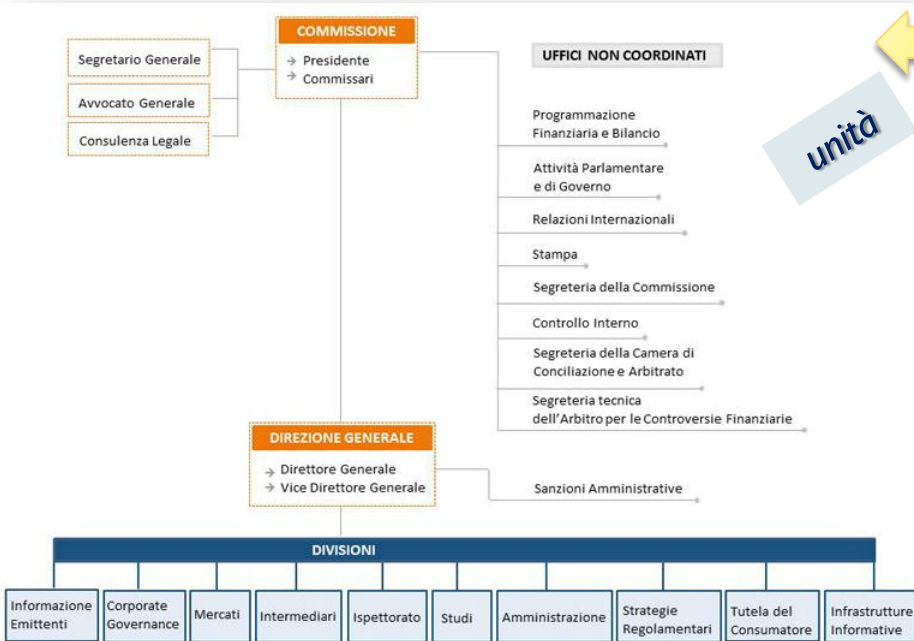 COMMISSIONE
Presidente
Commissari
Segretario Generale
Avvocato Generale
Consulenza Legale
UFFICI NON COORDINATI
unità
Programmazione
Finanziaria e Bilancio
Attività Parlamentare
e di Governo
Relazioni Internazionali
Stampa
Segreteria della Commissione
Controllo Interno
Segreteria della Camera di
Conciliazione e Arbitrato
Segreteria tecnica
dell'Arbitro per le Controversie Finanziarie
DIREZIONE GENERALE
Direttore Generale
Vice Direttore Generale
Sanzioni Amministrative
DIVISIONI
Informazione
Emittenti
Corporate
Governance
Mercati
Intermediari
Ispettorato
Studi
Amministrazione
Strategie
Regolamentari
Tutela del
Consumatore
Infrastrutture
Informative